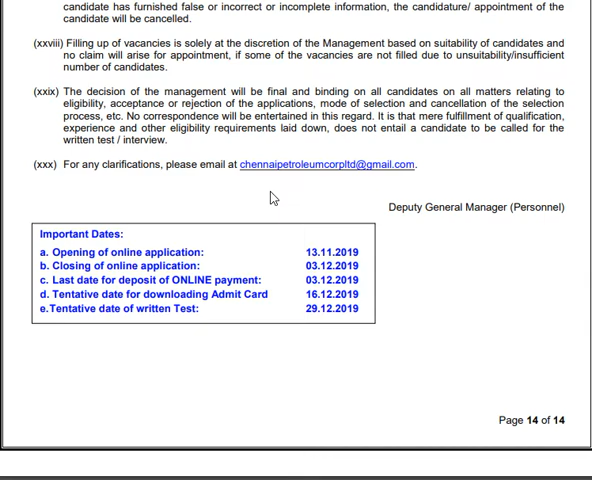 candidate has furnished false or incorrect or incomplete information, the candidature/ appointment of the
candidate will be cancelled.
(xxviii) Filling up of vacancies is solely at the discretion of the Management based on suitability of candidates and
no claim will arise for appointment, if some of the vacancies are not filled due to unsuitability/insufficient
number of candidates.
(xxix) The decision of the management will be final and binding on all candidates on all matters relating to
eligibility, acceptance or rejection of the applications, mode of selection and cancellation of the selection
process, etc. No correspondence will be entertained in this regard. It is that mere fulfillment of qualification,
experience and other eligibility requirements laid down, does not entail a candidate to be called for the
written test / interview.
(xxx) For any clarifications, please email at chennaipetroleumcorpltd@gmail.com.
Deputy General Manager (Personnel)
Important Dates:
a. Opening of online application: 13.11.2019
b. Closing of online application: 03.12.2019
c. Last date for deposit of ONLINE payment: 03.12.2019
d. Tentative date for downloading Admit Card 16.12.2019
e.Tentative date of written Test: 29.12.2019
Page 14 of 14